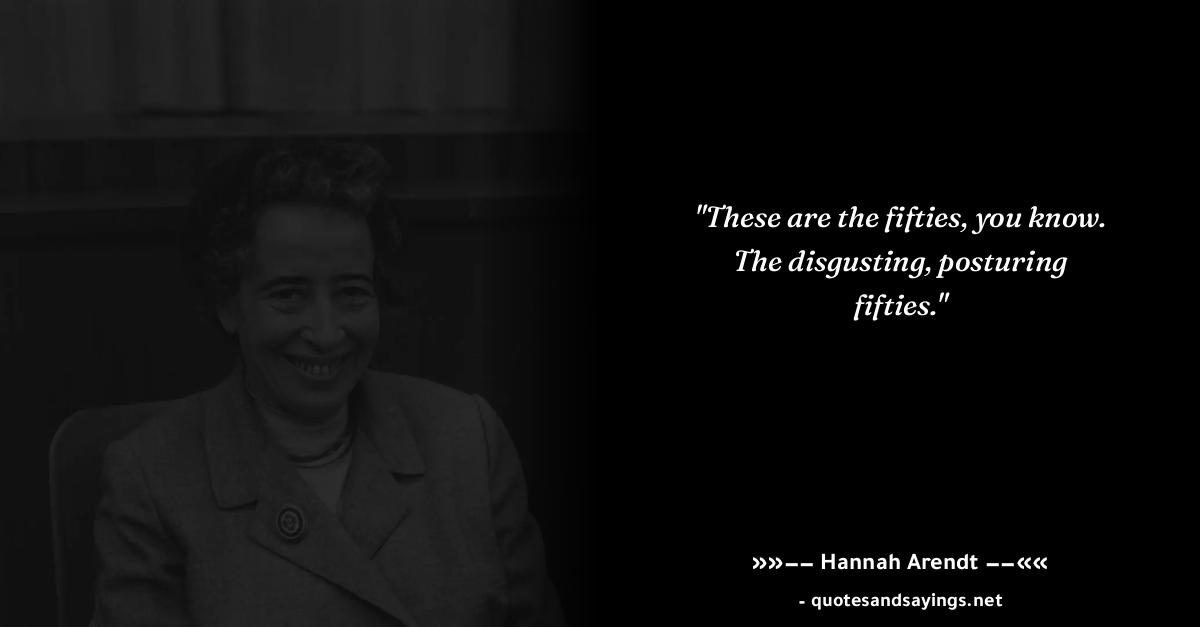 "These are the fifties, you know.
The disgusting, posturing
fifties."
»»−− Hannah Arendt −−««
- quotesandsayings.net